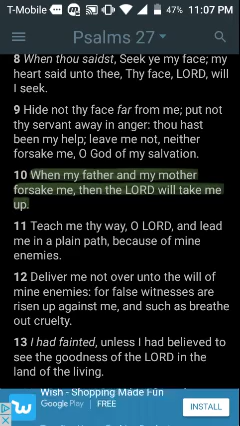 T-Mobile 47% 11:07 PM
Psalms 27
8 When thou saidst, Seek ye my face; my
heart said unto thee, Thy face, LORD, will
I seek.
9 Hide not thy face far from me; put not
thy servant away in anger: thou hast
been my help; leave me not, neither
forsake me, O God of my salvation.
10 When my father and my mother
forsake me, then the LORD will take me
up.
11 Teach me thy way, O LORD, and lead
me in a plain path, because of mine
enemies.
12 Deliver me not over unto the will of
mine enemies: for false witnesses are
risen up against me, and such as breathe
out cruelty.
13 I had fainted, unless I had believed to
see the goodness of the LORD in the
land of the living.
Wish - Shopping Made Fun
Google Play | FREE
INSTALL